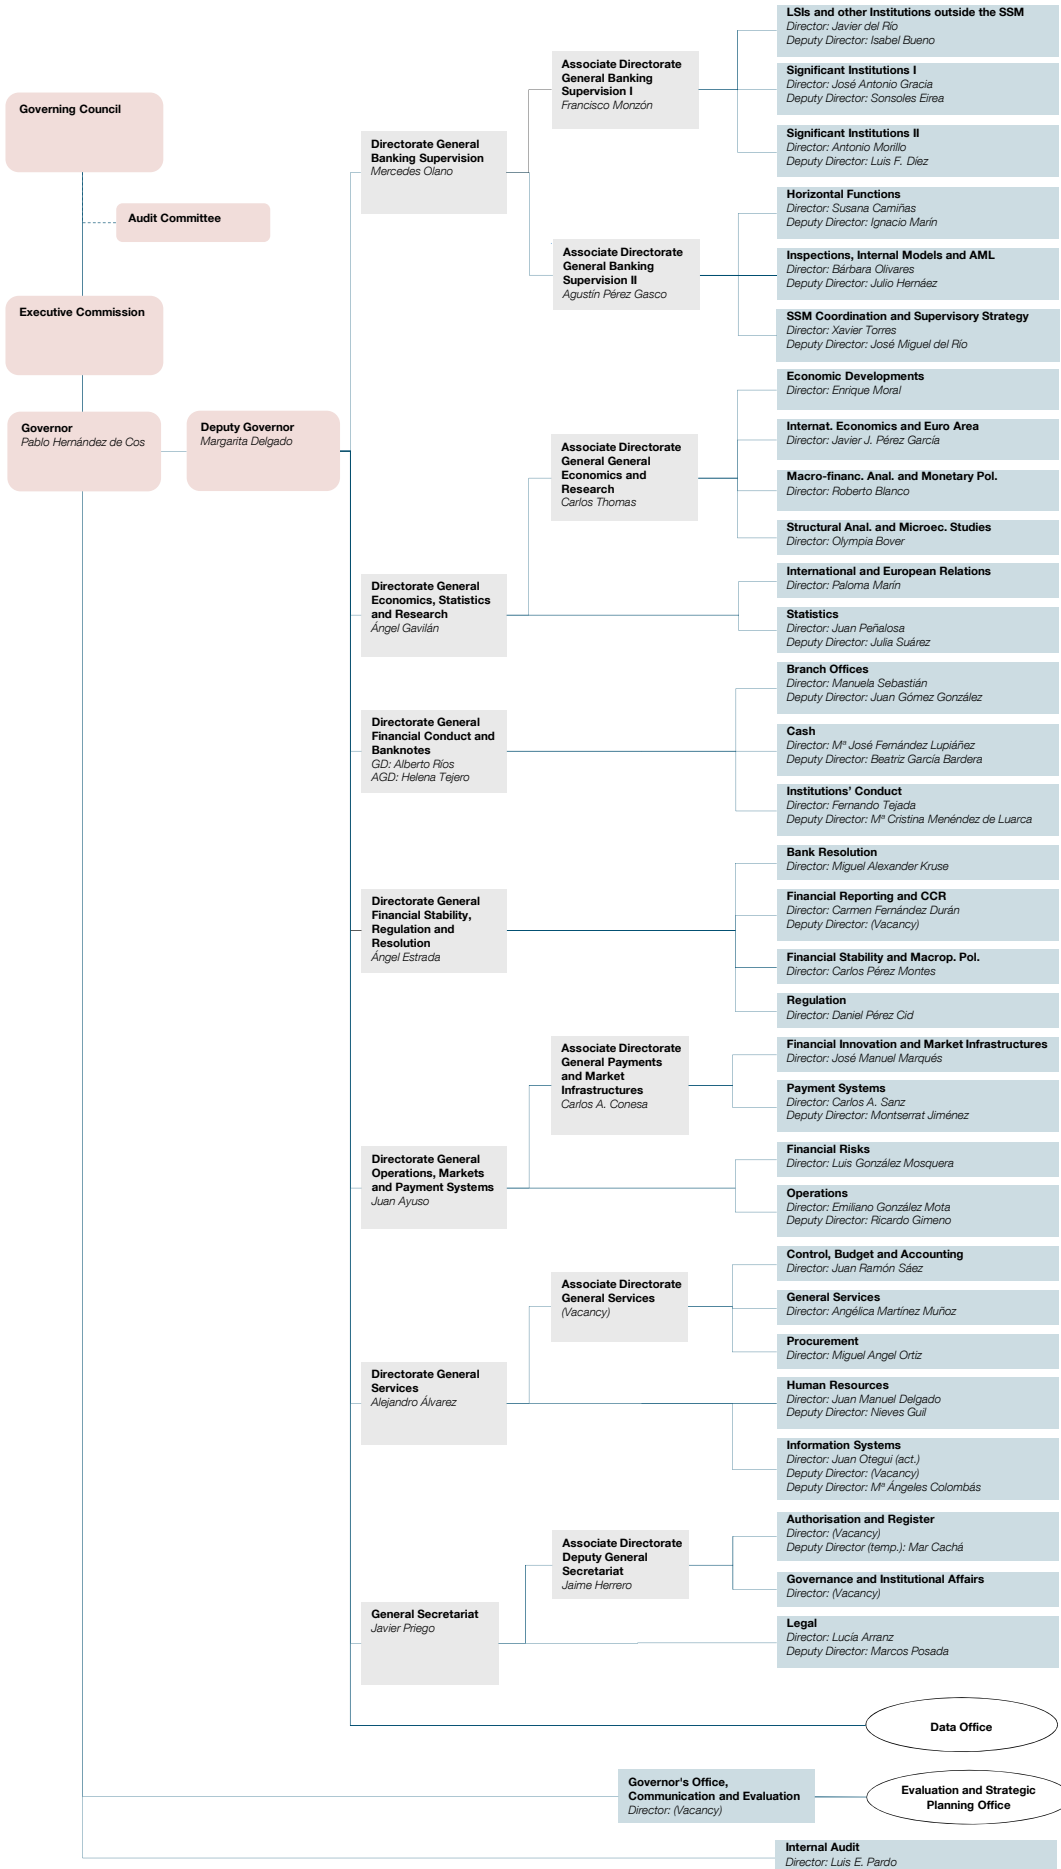 Governing Council
Audit Committee
Executive Commission
Governor
Pablo Hernández de Cos
Deputy Governor
Margarita Delgado
Directorate General
Banking Supervision
Mercedes Olano
Associate Directorate
General Banking
Supervision I
Francisco Monzón
LSIs and other Institutions outside the SSM
Director: Javier del Río
Deputy Director: Isabel Bueno
Significant Institutions I
Director: José Antonio Gracia
Deputy Director: Sonsoles Eirea
Significant Institutions II
Director: Antonio Morillo
Deputy Director: Luis F. Díez
Associate Directorate
General Banking
Supervision II
Agustín Pérez Gasco
Horizontal Functions
Director: Susana Camiñas
Deputy Director: Ignacio Marín
Inspections, Internal Models and AML
Director: Bárbara Olivares
Deputy Director: Julio Hernáez
SSM Coordination and Supervisory Strategy
Director: Xavier Torres
Deputy Director: José Miguel del Río
Directorate General
Economics, Statistics
and Research
Ángel Gavilán
Associate Directorate
General General
Economics and
Research
Carlos Thomas
Economic Developments
Director: Enrique Moral
Internat. Economics and Euro Area
Director: Javier J. Pérez García
Macro-financ. Anal. and Monetary Pol.
Director: Roberto Blanco
Structural Anal. and Microec. Studies
Director: Olympia Bover
International and European Relations
Director: Paloma Marín
Statistics
Director: Juan Peñalosa
Deputy Director: Julia Suárez
Directorate General
Financial Conduct and
Banknotes
GD: Alberto Ríos
AGD: Helena Tejero
Branch Offices
Director: Manuela Sebastián
Deputy Director: Juan Gómez González
Cash
Director: Mª José Fernández Lupiáñez
Deputy Director: Beatriz García Bardera
Institutions' Conduct
Director: Fernando Tejada
Deputy Director: Mª Cristina Menéndez de Luarca
Directorate General
Financial Stability,
Regulation and
Resolution
Ángel Estrada
Bank Resolution
Director: Miguel Alexander Kruse
Financial Reporting and CCR
Director: Carmen Fernández Durán
Deputy Director: (Vacancy)
Financial Stability and Macrop. Pol.
Director: Carlos Pérez Montes
Regulation
Director: Daniel Pérez Cid
Directorate General
Operations, Markets
and Payment Systems
Juan Ayuso
Associate Directorate
General Payments
and Market
Infrastructures
Carlos A. Conesa
Financial Innovation and Market Infrastructures
Director: José Manuel Marqués
Payment Systems
Director: Carlos A. Sanz
Deputy Director: Montserrat Jiménez
Financial Risks
Director: Luis González Mosquera
Operations
Director: Emiliano González Mota
Deputy Director: Ricardo Gimeno
Directorate General
Services
Alejandro Álvarez
Associate Directorate
General Services
(Vacancy)
Control, Budget and Accounting
Director: Juan Ramón Sáez
General Services
Director: Angélica Martínez Muñoz
Procurement
Director: Miguel Angel Ortiz
Human Resources
Director: Juan Manuel Delgado
Deputy Director: Nieves Guil
Information Systems
Director: Juan Otegui (act.)
Deputy Director: (Vacancy)
Deputy Director: Mª Ángeles Colombás
General Secretariat
Javier Priego
Associate Directorate
Deputy General
Secretariat
Jaime Herrero
Authorisation and Register
Director: (Vacancy)
Deputy Director (temp.): Mar Cachá
Governance and Institutional Affairs
Director: (Vacancy)
Legal
Director: Lucía Arranz
Deputy Director: Marcos Posada
Data Office
Governor's Office,
Communication and Evaluation
Director: (Vacancy)
Evaluation and Strategic
Planning Office
Internal Audit
Director: Luis E. Pardo